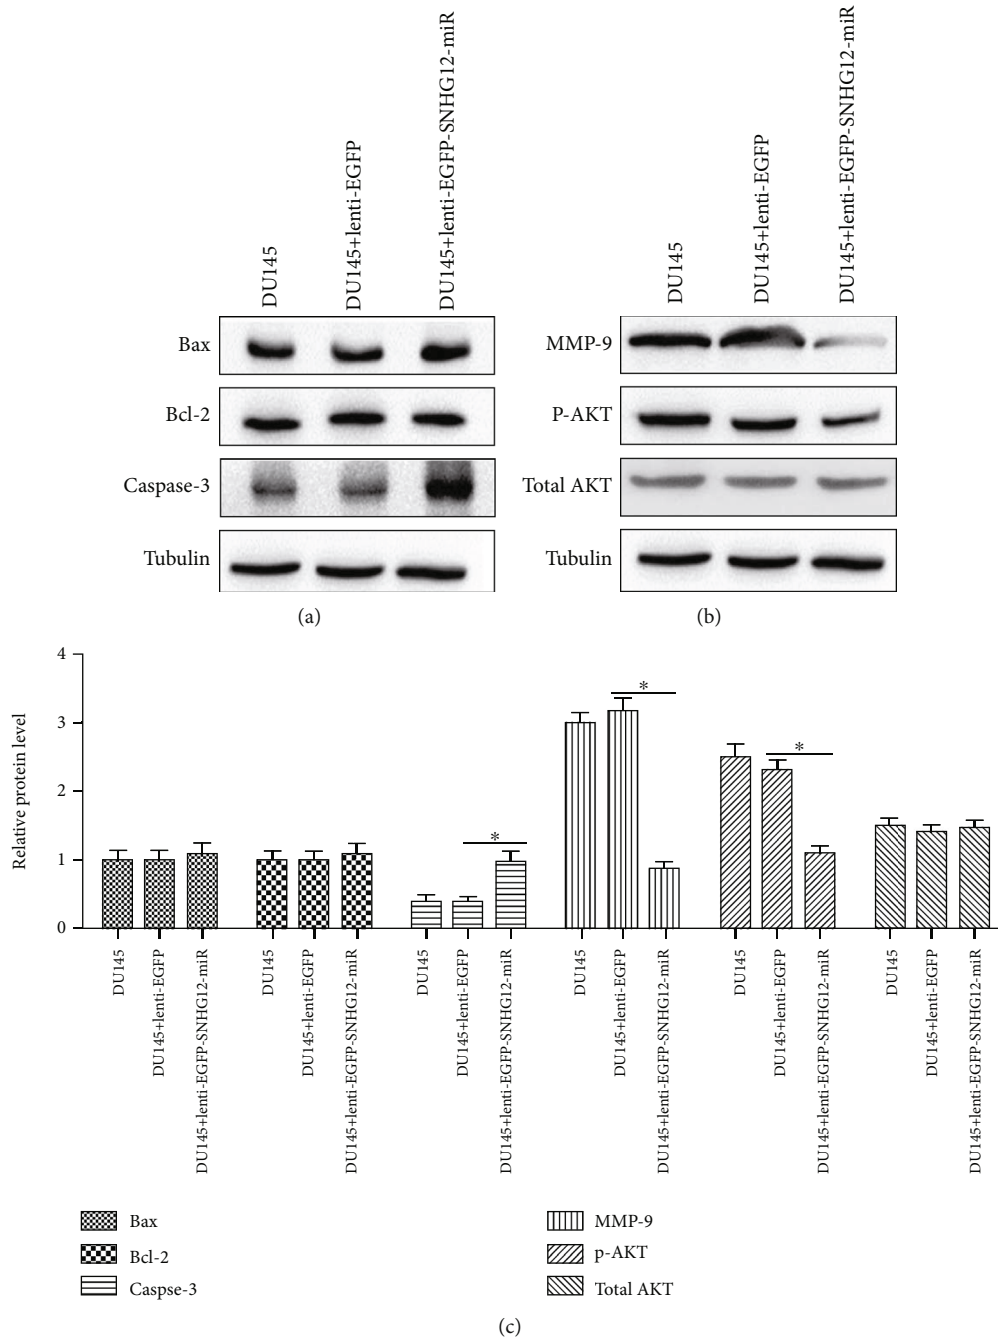 DU145
DU145+lenti-EGFP
DU145+lenti-EGFP-SNHG12-miR
Bax
Bcl-2
Caspase-3
Tubulin
(a)
DU145
DU145+lenti-EGFP
DU145+lenti-EGFP-SNHG12-miR
MMP-9
P-AKT
Total AKT
Tubulin
(b)
Relative protein level
4
3
2
1
0
*
*
*
DU145
DU145+lenti-EGFP
DU145+lenti-EGFP-SNHG12-miR
DU145
DU145+lenti-EGFP
DU145+lenti-EGFP-SNHG12-miR
DU145
DU145+lenti-EGFP
DU145+lenti-EGFP-SNHG12-miR
DU145
DU145+lenti-EGFP
DU145+lenti-EGFP-SNHG12-miR
DU145
DU145+lenti-EGFP
DU145+lenti-EGFP-SNHG12-miR
DU145
DU145+lenti-EGFP
DU145+lenti-EGFP-SNHG12-miR
Bax
Bcl-2
Caspse-3
MMP-9
p-AKT
Total AKT
(c)